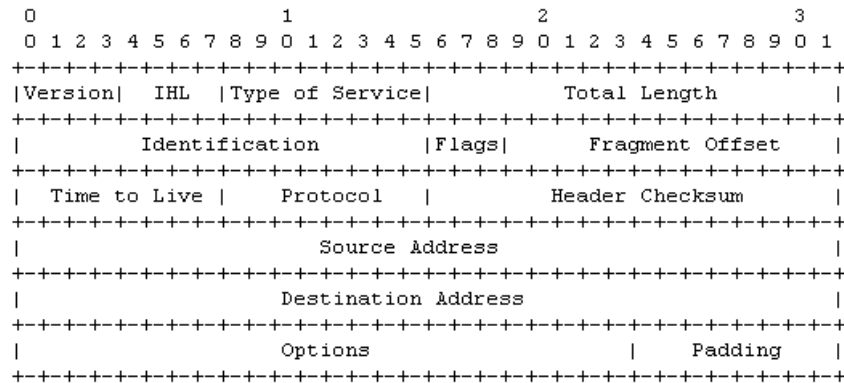 0                   1                   2                   3
 0 1 2 3 4 5 6 7 8 9 0 1 2 3 4 5 6 7 8 9 0 1 2 3 4 5 6 7 8 9 0 1
+-+-+-+-+-+-+-+-+-+-+-+-+-+-+-+-+-+-+-+-+-+-+-+-+-+-+-+-+-+-+-+-+
|Version|  IHL  |Type of Service|          Total Length         |
+-+-+-+-+-+-+-+-+-+-+-+-+-+-+-+-+-+-+-+-+-+-+-+-+-+-+-+-+-+-+-+-+
|         Identification        |Flags|      Fragment Offset    |
+-+-+-+-+-+-+-+-+-+-+-+-+-+-+-+-+-+-+-+-+-+-+-+-+-+-+-+-+-+-+-+-+
|  Time to Live |    Protocol   |         Header Checksum       |
+-+-+-+-+-+-+-+-+-+-+-+-+-+-+-+-+-+-+-+-+-+-+-+-+-+-+-+-+-+-+-+-+
|                       Source Address                          |
+-+-+-+-+-+-+-+-+-+-+-+-+-+-+-+-+-+-+-+-+-+-+-+-+-+-+-+-+-+-+-+-+
|                    Destination Address                        |
+-+-+-+-+-+-+-+-+-+-+-+-+-+-+-+-+-+-+-+-+-+-+-+-+-+-+-+-+-+-+-+-+
|                    Options                    |    Padding    |
+-+-+-+-+-+-+-+-+-+-+-+-+-+-+-+-+-+-+-+-+-+-+-+-+-+-+-+-+-+-+-+-+